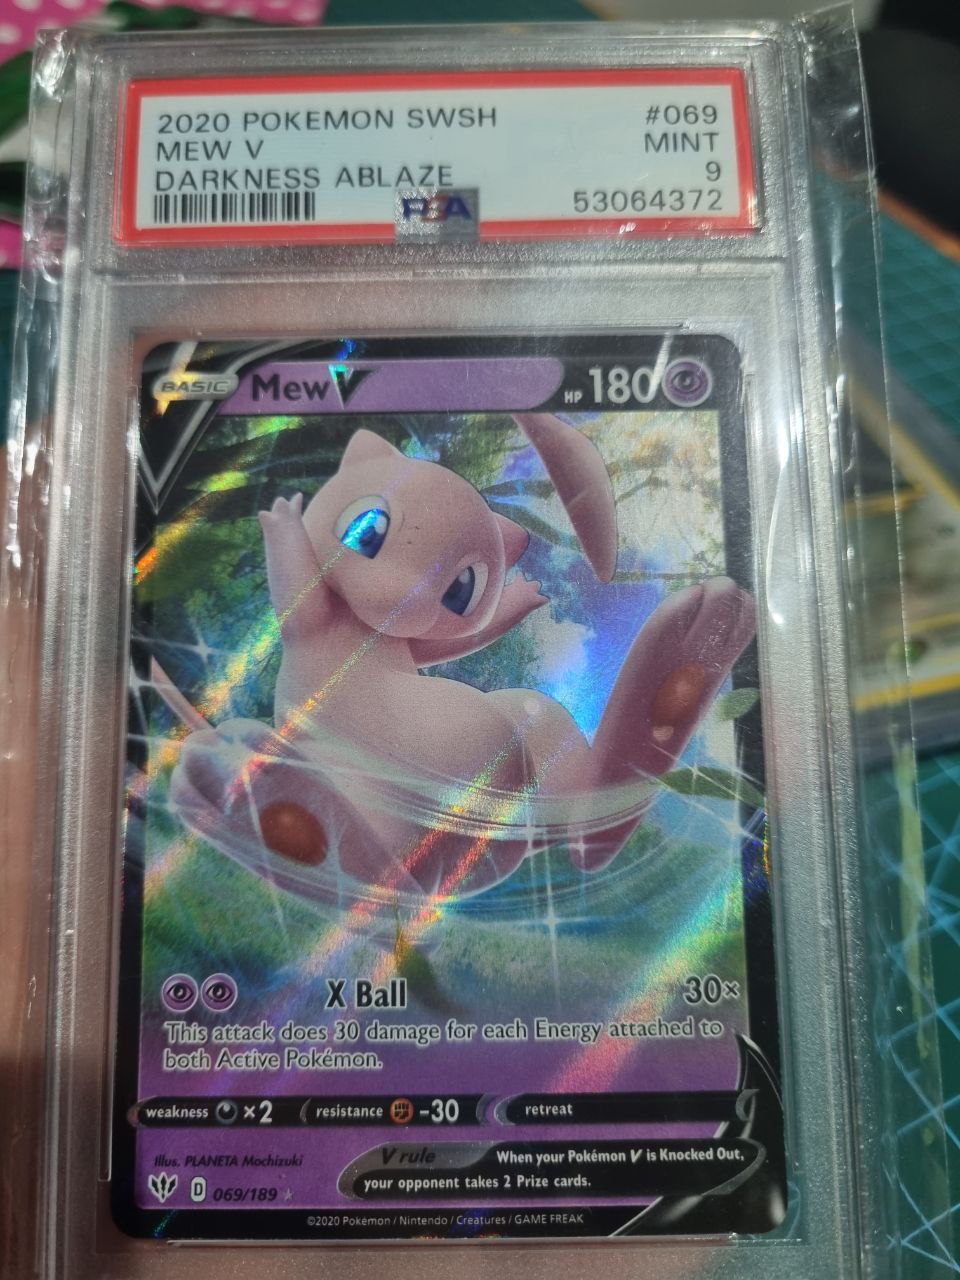 2020 POKEMON SWSH #069
MEW V MINT
DARKNESS ABLAZE 9
PSA 53064372
BASIC Mew V HP 180
X Ball 30×
This attack does 30 damage for each Energy attached to
both Active Pokémon.
weakness ×2 resistance -30 retreat
V rule When your Pokémon V is Knocked Out,
your opponent takes 2 Prize cards.
Illus. PLANETA Mochizuki
D 069/189
©2020 Pokémon / Nintendo / Creatures / GAME FREAK